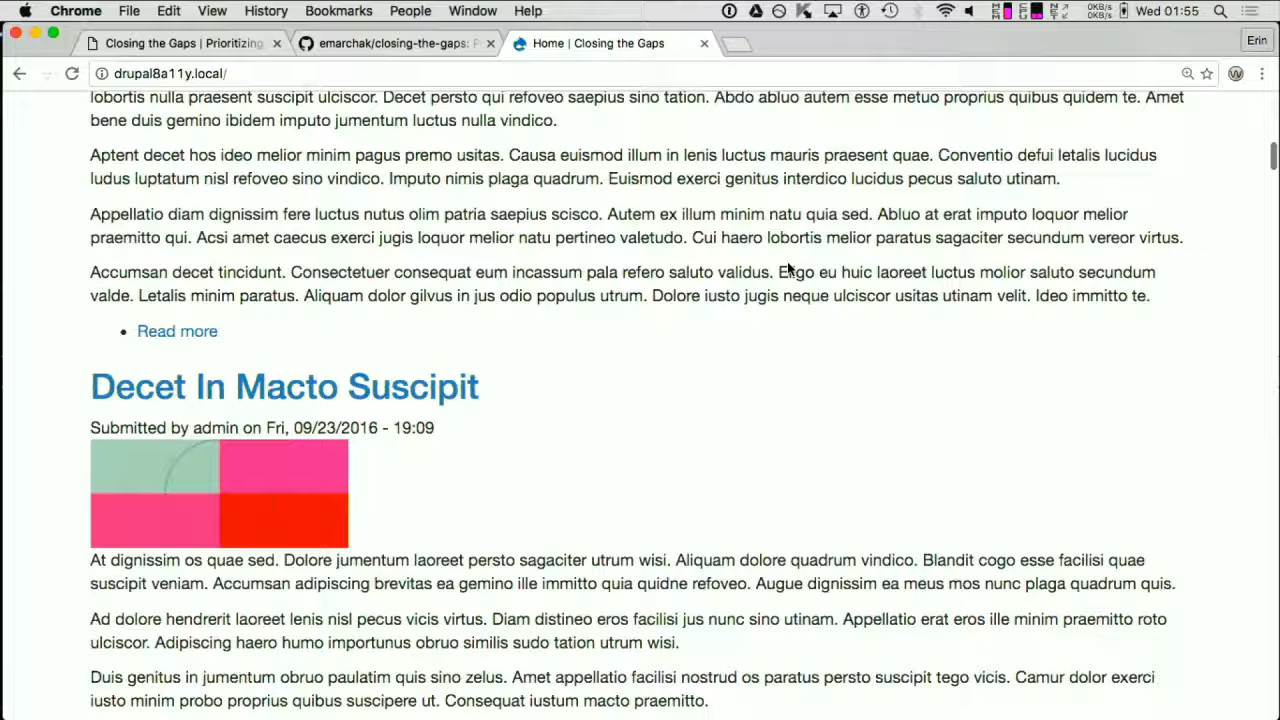 Chrome File Edit View History Bookmarks People Window Help Wed 01:55
Closing the Gaps | Prioritizing
emarchak/closing-the-gaps:
Home | Closing the Gaps
Erin
drupal8a11y.local/
lobortis nulla praesent suscipit ulciscor. Decet persto qui refoveo saepius sino tation. Abdo abluo autem esse metuo proprius quibus quidem te. Amet
bene duis gemino ibidem imputo jumentum luctus nulla vindico.
Aptent decet hos ideo melior minim pagus premo usitas. Causa euismod illum in lenis luctus mauris praesent quae. Conventio defui letalis lucidus
ludus luptatum nisl refoveo sino vindico. Imputo nimis plaga quadrum. Euismod exerci genitus interdico lucidus pecus saluto utinam.
Appellatio diam dignissim fere luctus nutus olim patria saepius scisco. Autem ex illum minim natu quia sed. Abluo at erat imputo loquor melior
praemitto qui. Acsi amet caecus exerci jugis loquor melior natu pertineo valetudo. Cui haero lobortis melior paratus sagaciter secundum vereor virtus.
Accumsan decet tincidunt. Consectetuer consequat eum incassum pala refero saluto validus. Ergo eu huic laoreet luctus molior saluto secundum
valde. Letalis minim paratus. Aliquam dolor gilvus in jus odio populus utrum. Dolore iusto jugis neque ulciscor usitas utinam velit. Ideo immitto te.
Read more
Decet In Macto Suscipit
Submitted by admin on Fri, 09/23/2016 - 19:09
At dignissim os quae sed. Dolore jumentum laoreet persto sagaciter utrum wisi. Aliquam dolore quadrum vindico. Blandit cogo esse facilisi quae
suscipit veniam. Accumsan adipiscing brevitas ea gemino ille immitto quia quidne refoveo. Augue dignissim ea meus mos nunc plaga quadrum quis.
Ad dolore hendrerit laoreet lenis nisl pecus vicis virtus. Diam distineo eros facilisi jus nunc sino utinam. Appellatio erat eros ille minim praemitto roto
ulciscor. Adipiscing haero humo importunus obruo similis sudo tation utrum wisi.
Duis genitus in jumentum obruo paulatim quis sino zelus. Amet appellatio facilisi nostrud os paratus persto suscipit tego vicis. Camur dolor exerci
iusto minim probo proprius quibus suscipere ut. Consequat iustum macto praemitto.